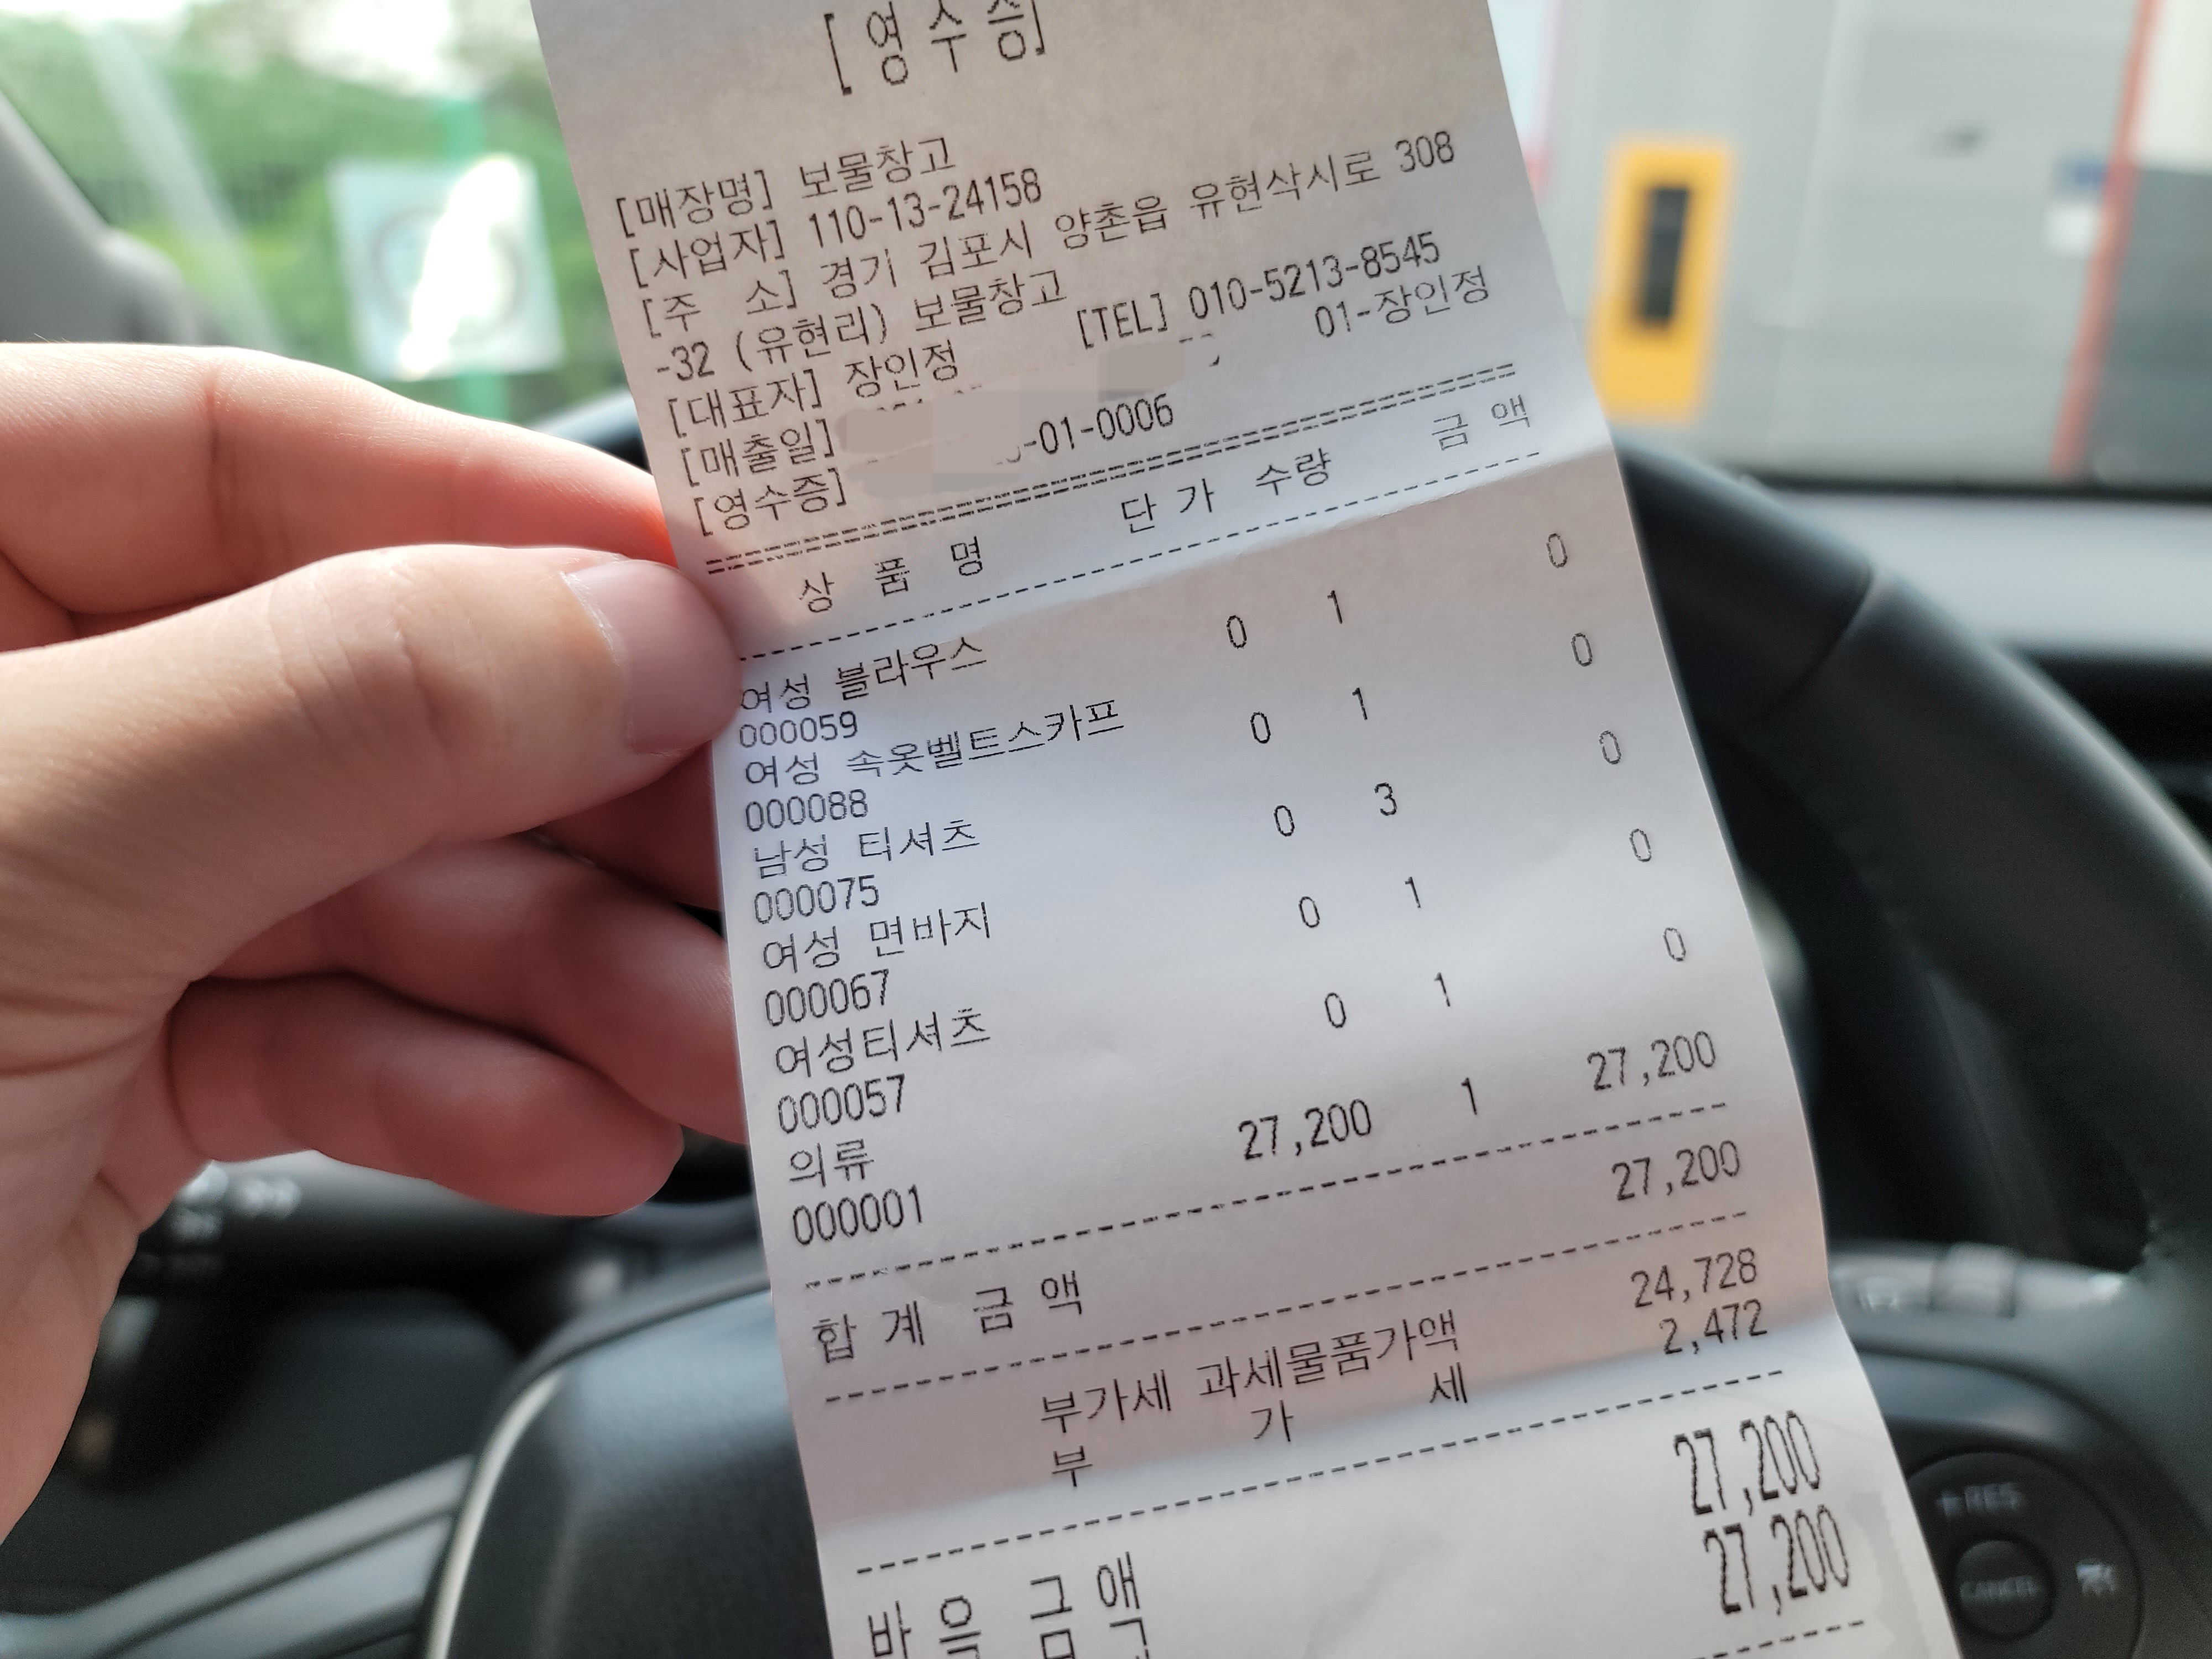 [ 영 수 증]
[매장명] 보물창고
[사업자] 110-13-24158
[주 소] 경기 김포시 양촌읍 유현삭시로 308
-32 (유현리) 보물창고
[대표자] 장인정 [TEL] 010-5213-8545
[매출일] 01-장인정
[영수증] -01-0006
상 품 명 단 가 수량 금 액
여성 블라우스 0 1 0
000059
여성 속옷벨트스카프 0 1 0
000088
남성 티셔츠 0 3 0
000075
여성 면바지 0 1 0
000067
여성티셔츠 0 1 0
000057
의류 27,200 1 27,200
000001
합 계 금 액 27,200
부가세 과세물품가액 24,728
부 가 세 2,472
받 을 금 액 27,200
27,200
+RES
CANCEL